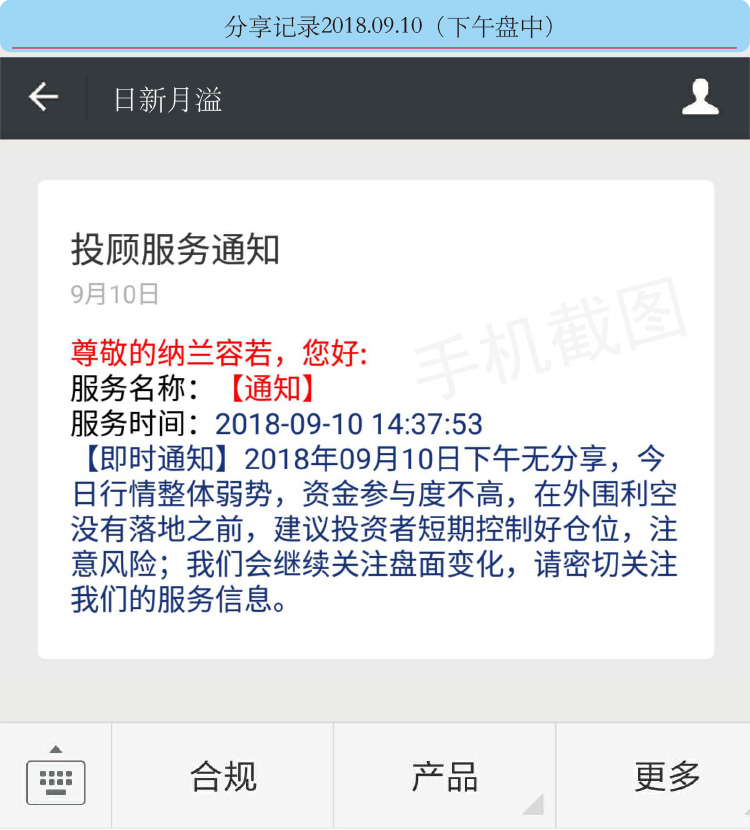 分享记录2018.09.10（下午盘中）
日新月溢
投顾服务通知
9月10日
手机截图
尊敬的纳兰容若，您好:
服务名称：【通知】
服务时间：2018-09-10 14:37:53
【即时通知】2018年09月10日下午无分享，今
日行情整体弱势，资金参与度不高，在外围利空
没有落地之前，建议投资者短期控制好仓位，注
意风险；我们会继续关注盘面变化，请密切关注
我们的服务信息。
合规
产品
更多